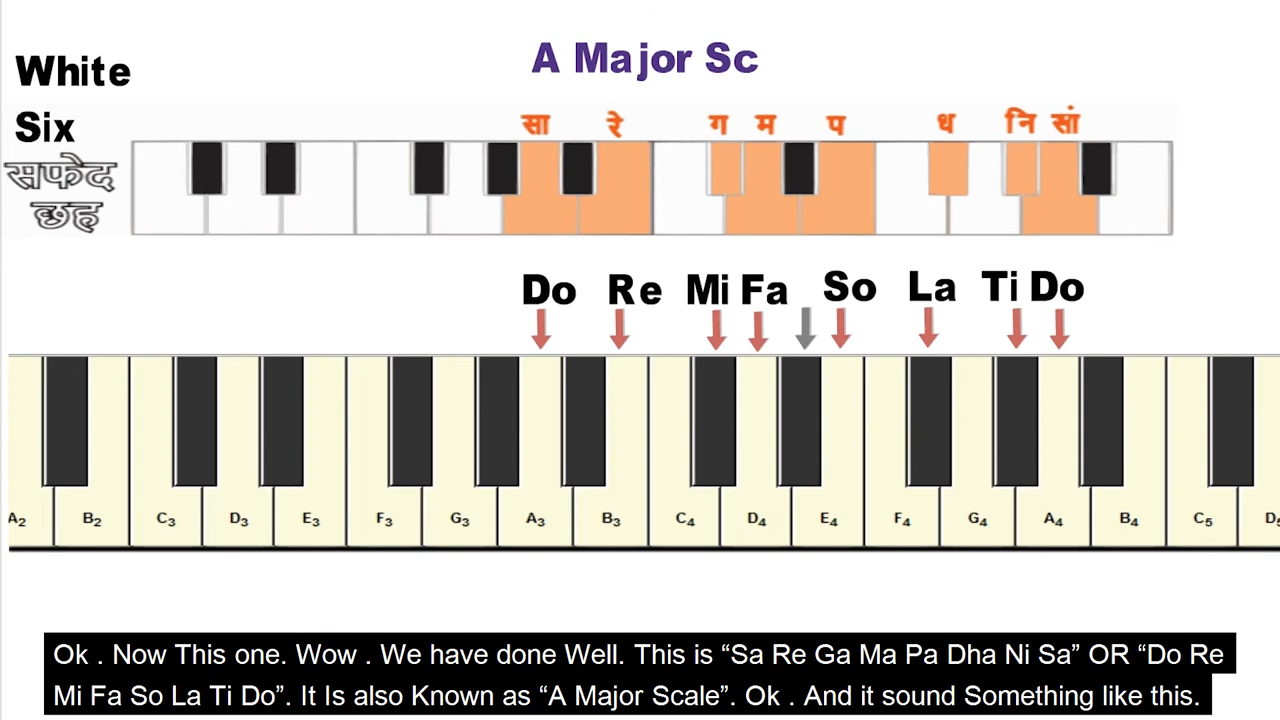 A Major Sc
White
Six
सफेद
छह
सा रे ग म प ध नि सां
Do Re Mi Fa So La Ti Do
A2 B2 C3 D3 E3 F3 G3 A3 B3 C4 D4 E4 F4 G4 A4 B4 C5 D5
Ok . Now This one. Wow . We have done Well. This is “Sa Re Ga Ma Pa Dha Ni Sa” OR “Do Re
Mi Fa So La Ti Do”. It Is also Known as “A Major Scale”. Ok . And it sound Something like this.